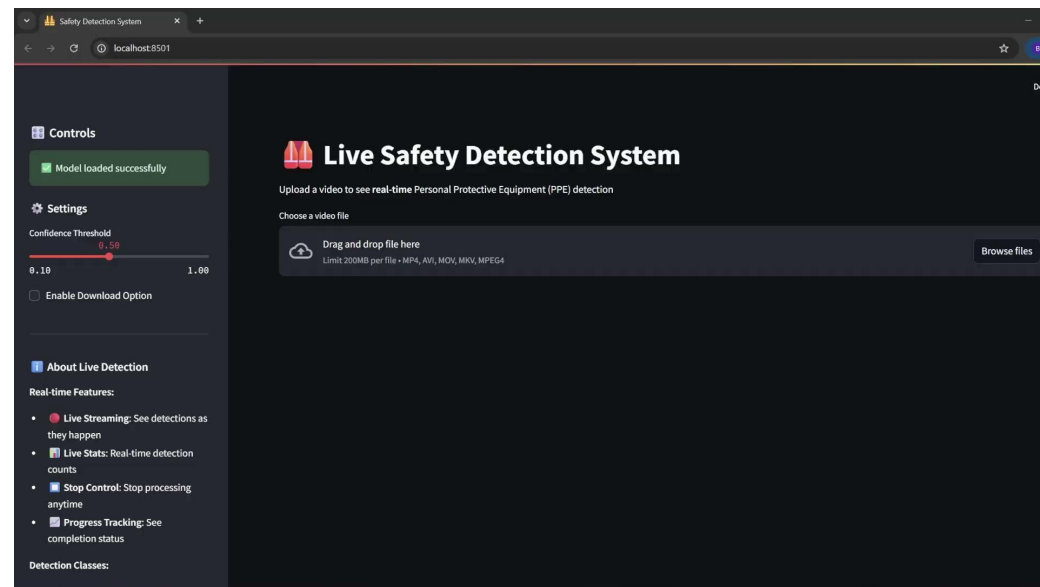 Safety Detection System
localhost:8501
Controls
Model loaded successfully
Settings
Confidence Threshold
0.50
0.10 1.00
Enable Download Option
About Live Detection
Real-time Features:
• Live Streaming: See detections as
they happen
• Live Stats: Real-time detection
counts
• Stop Control: Stop processing
anytime
• Progress Tracking: See
completion status
Detection Classes:
Live Safety Detection System
Upload a video to see real-time Personal Protective Equipment (PPE) detection
Choose a video file
Drag and drop file here
Limit 200MB per file • MP4, AVI, MOV, MKV, MPEG4
Browse files